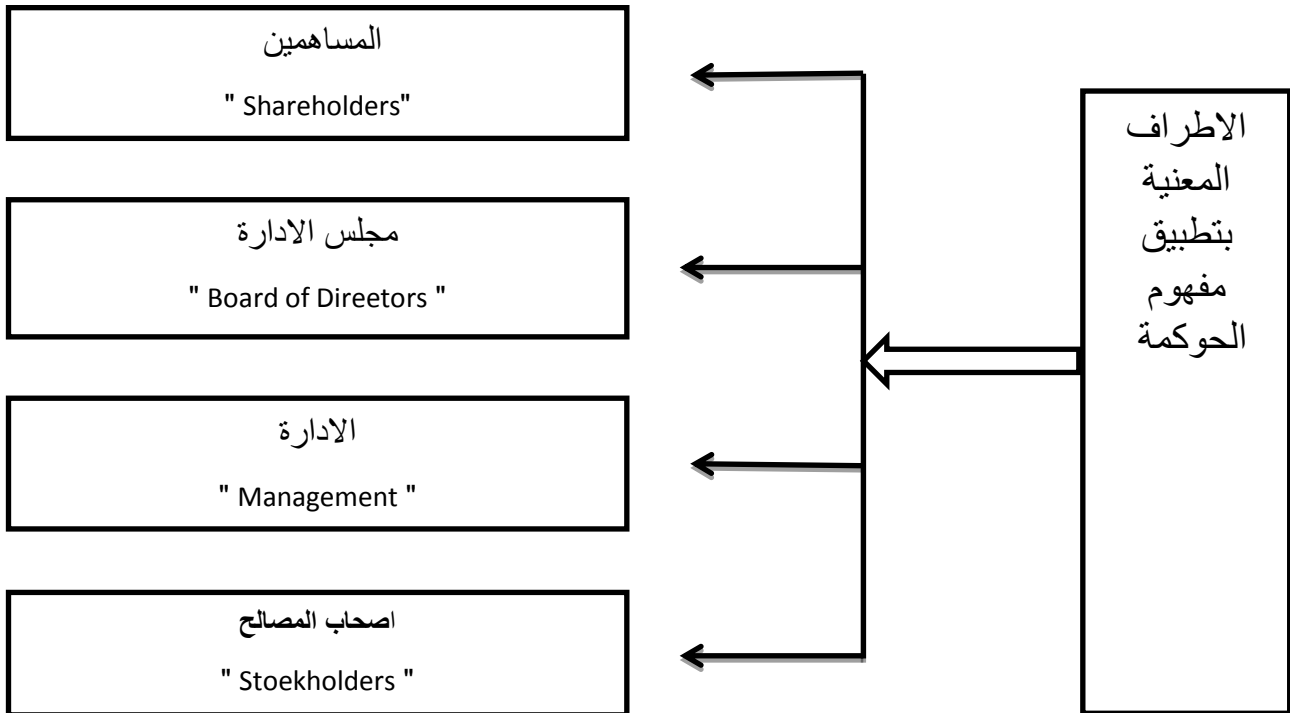 الاطراف
المعنية
بتطبيق
مفهوم
الحوكمة
المساهمين
" Shareholders"
مجلس الادارة
" Board of Direetors "
الادارة
" Management "
اصحاب المصالح
" Stoekholders "